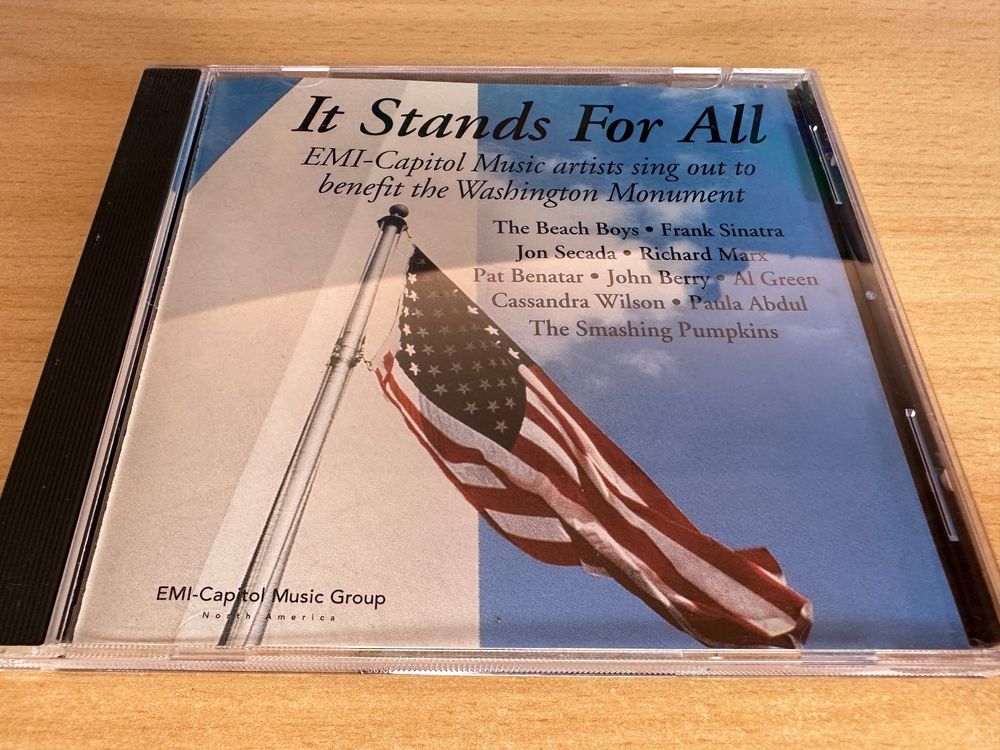 It Stands For All
EMI-Capitol Music artists sing out to
benefit the Washington Monument
The Beach Boys • Frank Sinatra
Jon Secada • Richard Marx
Pat Benatar • John Berry • Al Green
Cassandra Wilson • Paula Abdul
The Smashing Pumpkins
EMI-Capitol Music Group
North America